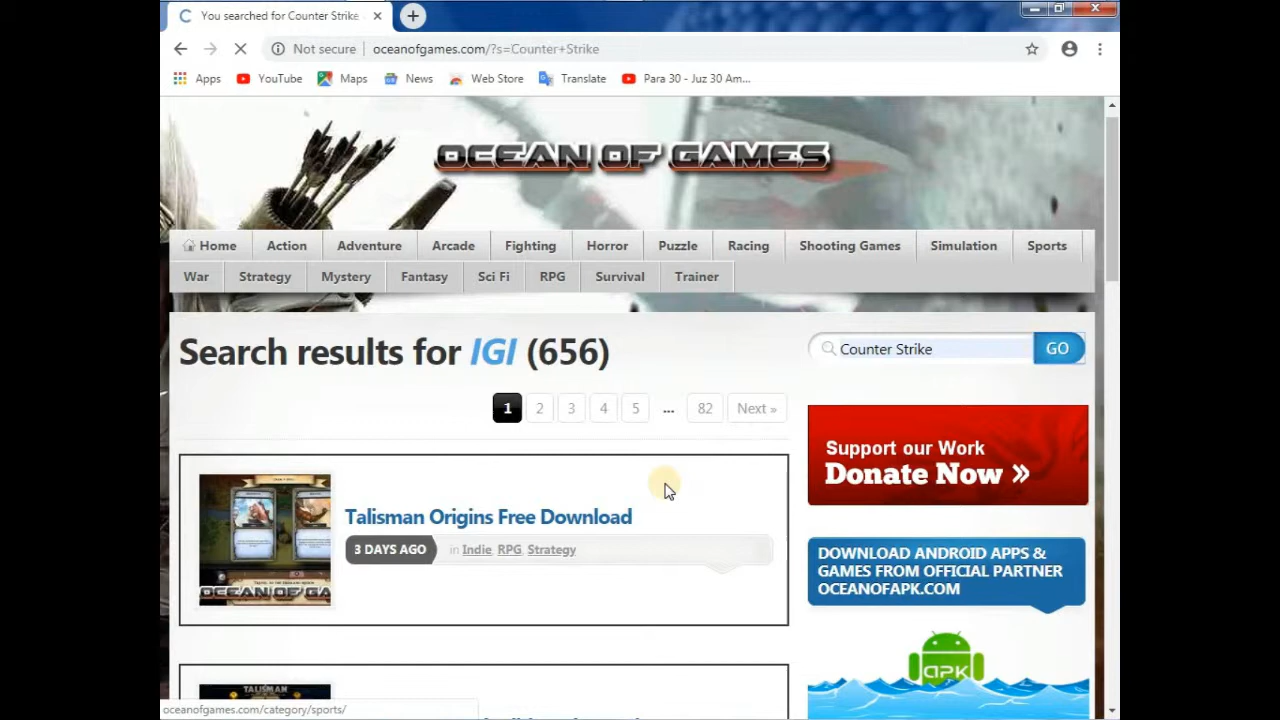 You searched for Counter Strike
Not secure | oceanofgames.com/?s=Counter+Strike
Apps YouTube Maps News Web Store Translate Para 30 - Juz 30 Am...
OCEAN OF GAMES
Home Action Adventure Arcade Fighting Horror Puzzle Racing Shooting Games Simulation Sports
War Strategy Mystery Fantasy Sci Fi RPG Survival Trainer
Search results for IGI (656)
Counter Strike GO
1 2 3 4 5 ... 82 Next »
Support our Work
Donate Now »
Talisman Origins Free Download
3 DAYS AGO in Indie RPG Strategy
OCEAN OF GA
DOWNLOAD ANDROID APPS &
GAMES FROM OFFICIAL PARTNER
OCEANOFAPK.COM
apk
TALISMAN
oceanofgames.com/category/sports/